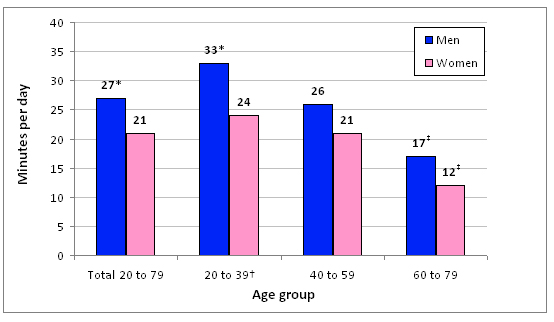 40
35
30
25
20
15
10
5
0
Minutes per day
27*
21
33*
24
26
21
17‡
12‡
Men
Women
Total 20 to 79
20 to 39†
40 to 59
60 to 79
Age group